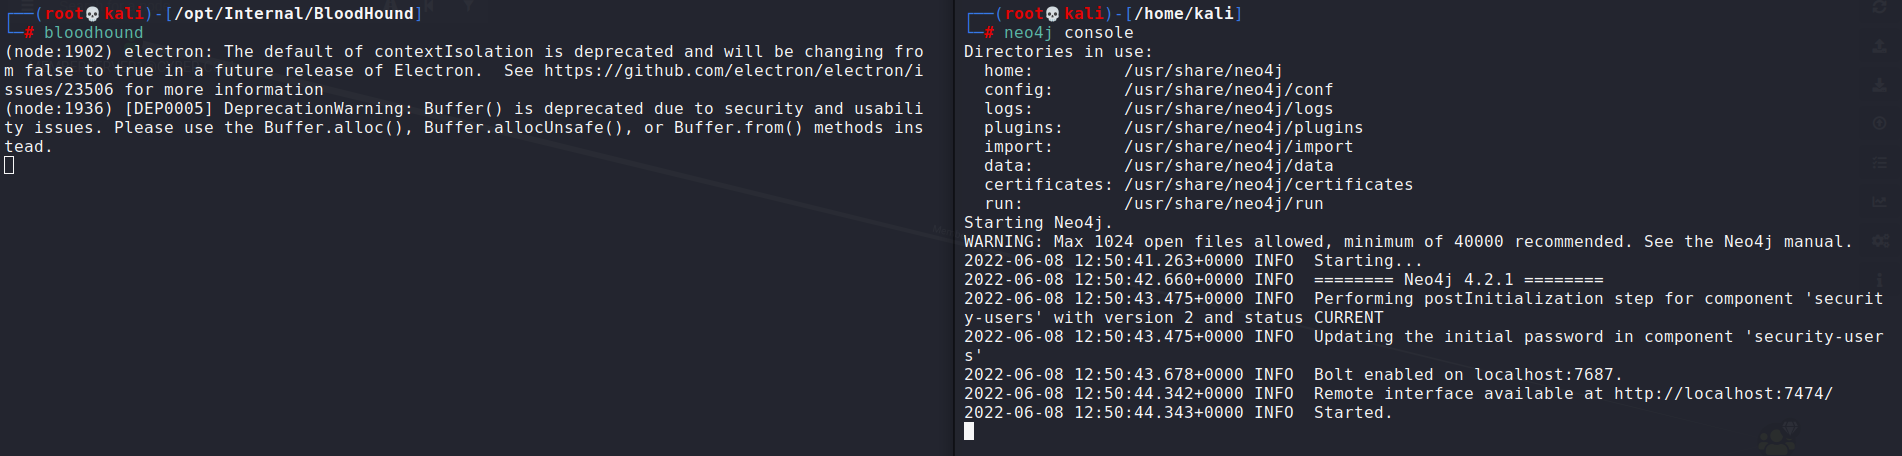 ┌──(root💀kali)-[/opt/Internal/BloodHound]
└─# bloodhound
(node:1902) electron: The default of contextIsolation is deprecated and will be changing fro
m false to true in a future release of Electron.  See https://github.com/electron/electron/i
ssues/23506 for more information
(node:1936) [DEP0005] DeprecationWarning: Buffer() is deprecated due to security and usabili
ty issues. Please use the Buffer.alloc(), Buffer.allocUnsafe(), or Buffer.from() methods ins
tead.
┌──(root💀kali)-[/home/kali]
└─# neo4j console
Directories in use:
  home:         /usr/share/neo4j
  config:       /usr/share/neo4j/conf
  logs:         /usr/share/neo4j/logs
  plugins:      /usr/share/neo4j/plugins
  import:       /usr/share/neo4j/import
  data:         /usr/share/neo4j/data
  certificates: /usr/share/neo4j/certificates
  run:          /usr/share/neo4j/run
Starting Neo4j.
WARNING: Max 1024 open files allowed, minimum of 40000 recommended. See the Neo4j manual.
2022-06-08 12:50:41.263+0000 INFO  Starting...
2022-06-08 12:50:42.660+0000 INFO  ======== Neo4j 4.2.1 ========
2022-06-08 12:50:43.475+0000 INFO  Performing postInitialization step for component 'securit
y-users' with version 2 and status CURRENT
2022-06-08 12:50:43.475+0000 INFO  Updating the initial password in component 'security-user
s'
2022-06-08 12:50:43.678+0000 INFO  Bolt enabled on localhost:7687.
2022-06-08 12:50:44.342+0000 INFO  Remote interface available at http://localhost:7474/
2022-06-08 12:50:44.343+0000 INFO  Started.